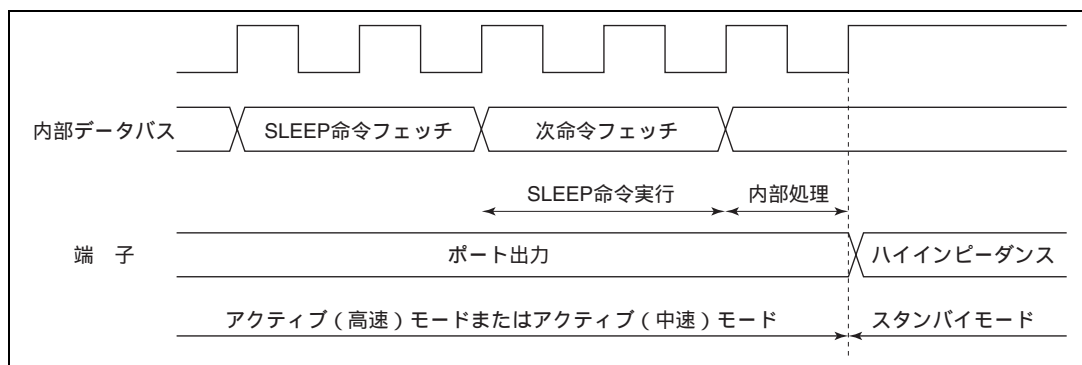 内部データバス SLEEP命令フェッチ 次命令フェッチ
SLEEP命令実行 内部処理
端 子 ポート出力 ハイインピーダンス
アクティブ（高速）モードまたはアクティブ（中速）モード スタンバイモード